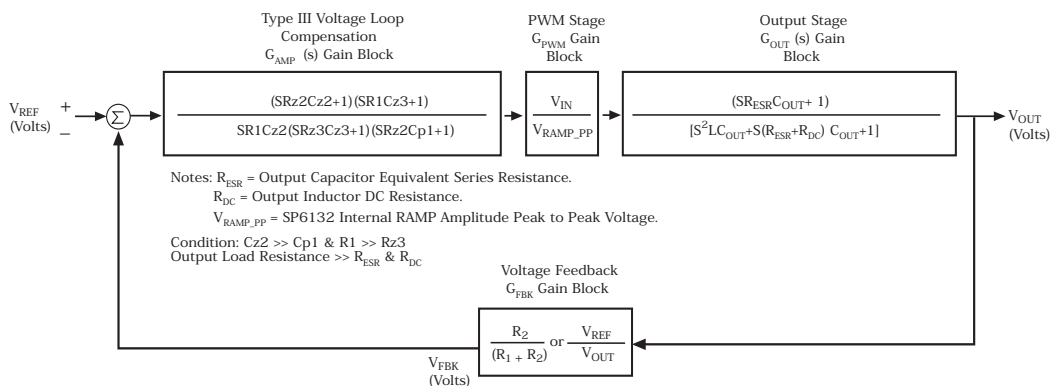 Type III Voltage Loop
Compensation
G_AMP (s) Gain Block
PWM Stage
G_PWM Gain
Block
Output Stage
G_OUT (s) Gain
Block
V_REF
(Volts)
+
−
Σ
(SRz2Cz2+1)(SR1Cz3+1)
SR1Cz2(SRz3Cz3+1)(SRz2Cp1+1)
V_IN
V_RAMP_PP
(SR_ESR C_OUT+ 1)
[S^2LC_OUT+S(R_ESR+R_DC) C_OUT+1]
V_OUT
(Volts)
Notes: R_ESR = Output Capacitor Equivalent Series Resistance.
R_DC = Output Inductor DC Resistance.
V_RAMP_PP = SP6132 Internal RAMP Amplitude Peak to Peak Voltage.
Condition: Cz2 >> Cp1 & R1 >> Rz3
Output Load Resistance >> R_ESR & R_DC
Voltage Feedback
G_FBK Gain Block
R_2
(R_1 + R_2)
or
V_REF
V_OUT
V_FBK
(Volts)